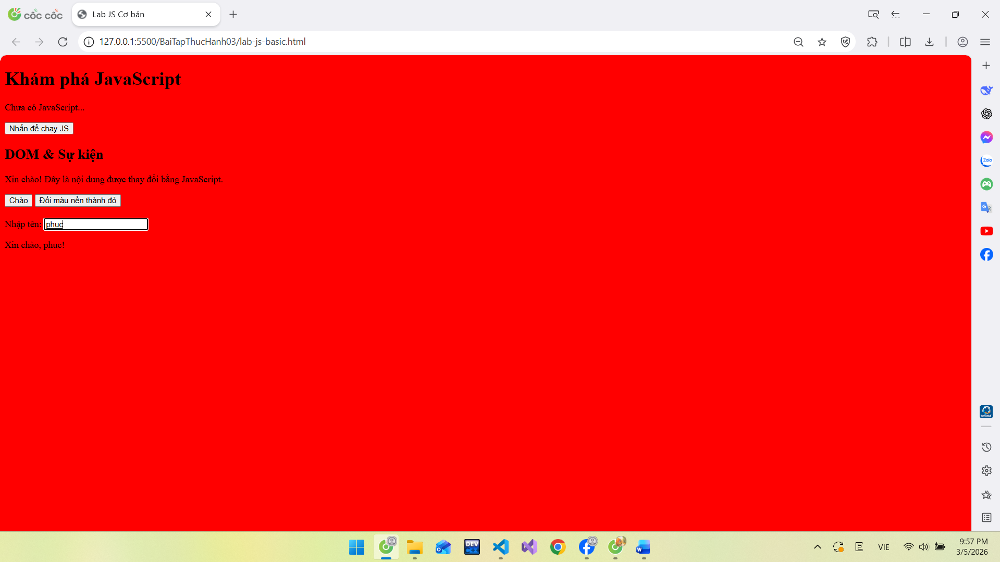 cốc cốc
Lab JS Cơ bản
127.0.0.1:5500/BaiTapThucHanh03/lab-js-basic.html
Khám phá JavaScript
Chưa có JavaScript...
Nhấn để chạy JS
DOM & Sự kiện
Xin chào! Đây là nội dung được thay đổi bằng JavaScript.
Chào Đổi màu nền thành đỏ
Nhập tên: phuc
Xin chào, phuc!
Zalo
DEV
C++
VIE
9:57 PM
3/5/2026